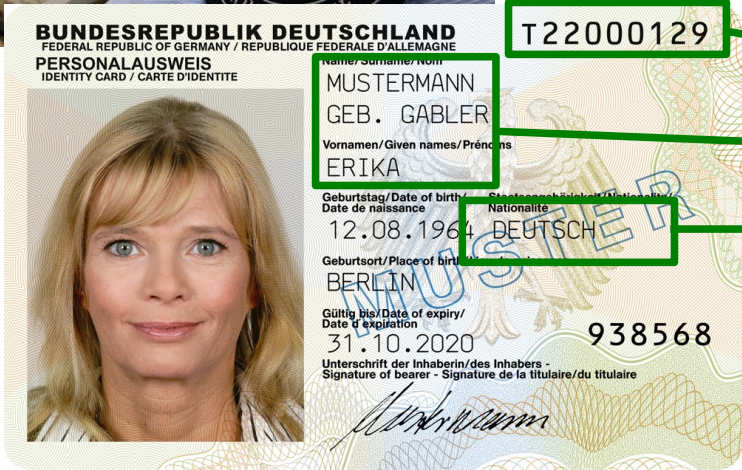 BUNDESREPUBLIK DEUTSCHLAND
FEDERAL REPUBLIC OF GERMANY / REPUBLIQUE FEDERALE D'ALLEMAGNE
PERSONALAUSWEIS
IDENTITY CARD / CARTE D'IDENTITE
T22000129
Name/Surname/Nom
MUSTERMANN
GEB. GABLER
Vornamen/Given names/Prénoms
ERIKA
Geburtstag/Date of birth/
Date de naissance
12.08.1964
Staatsangehörigkeit/Nationality/
Nationalité
DEUTSCH
Geburtsort/Place of birth/
BERLIN
MUSTER
Gültig bis/Date of expiry/
Date d'expiration
31.10.2020
938568
Unterschrift der Inhaberin/des Inhabers -
Signature of bearer - Signature de la titulaire/du titulaire
Mustermann